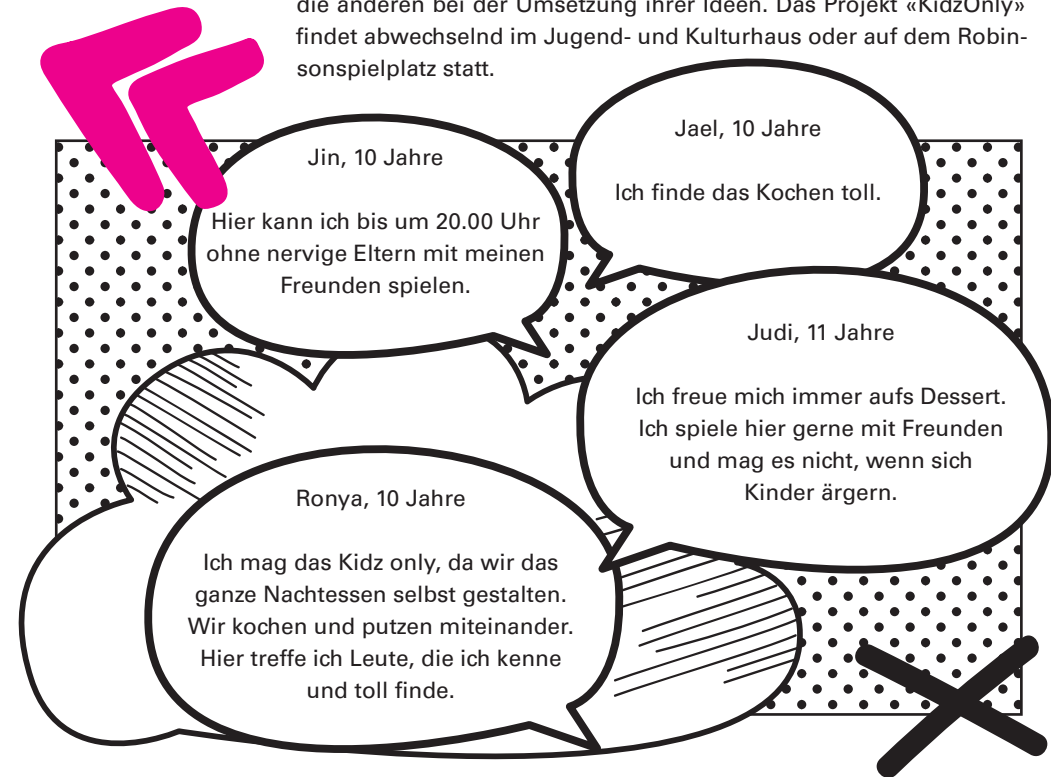 die anderen bei der Umsetzung ihrer Ideen. Das Projekt «KidzOnly»
findet abwechselnd im Jugend- und Kulturhaus oder auf dem Robin-
sonspielplatz statt.
Jin, 10 Jahre
Hier kann ich bis um 20.00 Uhr
ohne nervige Eltern mit meinen
Freunden spielen.
Jael, 10 Jahre
Ich finde das Kochen toll.
Judi, 11 Jahre
Ich freue mich immer aufs Dessert.
Ich spiele hier gerne mit Freunden
und mag es nicht, wenn sich
Kinder ärgern.
Ronya, 10 Jahre
Ich mag das Kidz only, da wir das
ganze Nachtessen selbst gestalten.
Wir kochen und putzen miteinander.
Hier treffe ich Leute, die ich kenne
und toll finde.